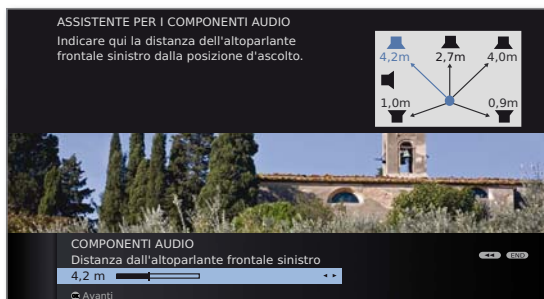 ASSISTENTE PER I COMPONENTI AUDIO
Indicare qui la distanza dell'altoparlante
frontale sinistro dalla posizione d'ascolto.
4,2m 2,7m 4,0m
1,0m 0,9m
COMPONENTI AUDIO
Distanza dall'altoparlante frontale sinistro
4,2 m
Avanti
END